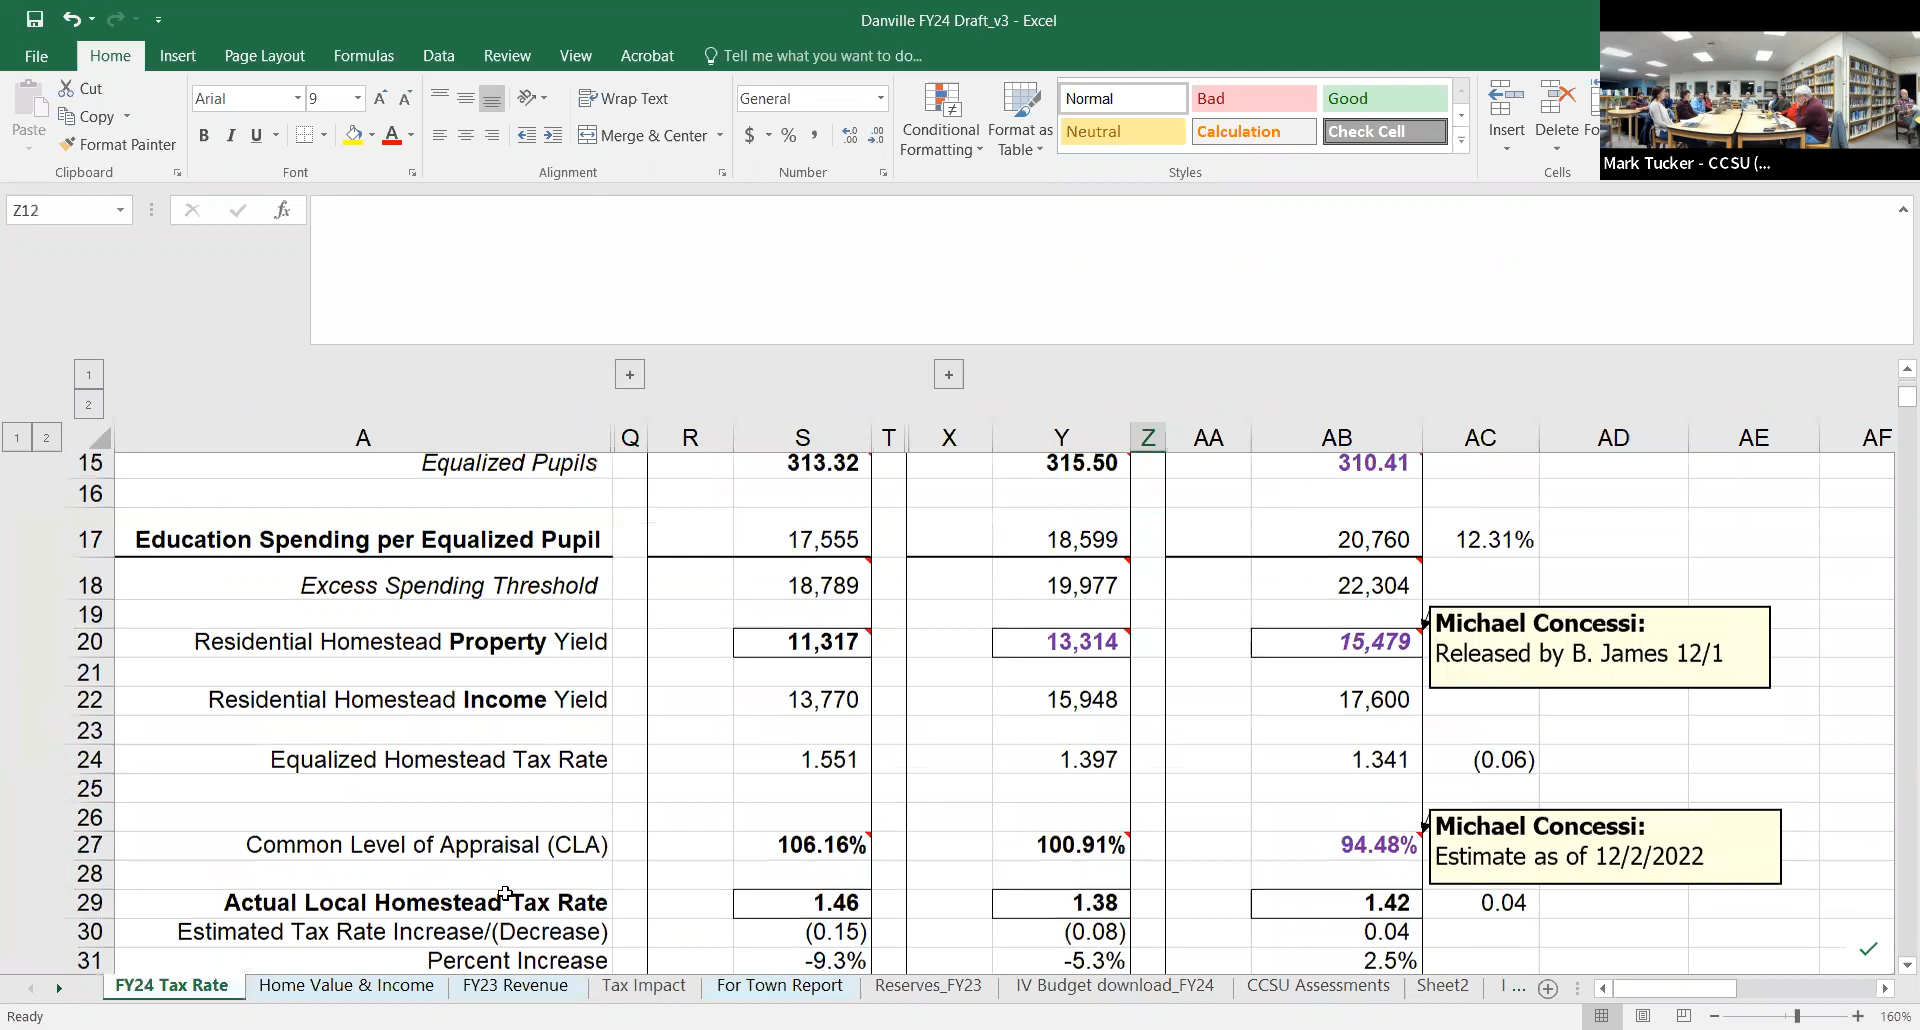 Danville FY24 Draft_v3 - Excel
File Home Insert Page Layout Formulas Data Review View Acrobat Tell me what you want to do...
Paste
Cut
Copy
Format Painter
Clipboard
Arial 9
B I U A
Font
Wrap Text
Merge & Center
Alignment
General
$ % ,
Number
Conditional Formatting
Format as Table
Normal Bad Good
Neutral Calculation Check Cell
Styles
Insert Delete Fo
Cells
Mark Tucker - CCSU (...
Z12 fx
1
2
1 2 A Q R S T X Y Z AA AB AC AD AE AF
15 Equalized Pupils 313.32 315.50 310.41
16
17 Education Spending per Equalized Pupil 17,555 18,599 20,760 12.31%
18 Excess Spending Threshold 18,789 19,977 22,304
19
20 Residential Homestead Property Yield 11,317 13,314 15,479
Michael Concessi:
Released by B. James 12/1
21
22 Residential Homestead Income Yield 13,770 15,948 17,600
23
24 Equalized Homestead Tax Rate 1.551 1.397 1.341 (0.06)
25
26
27 Common Level of Appraisal (CLA) 106.16% 100.91% 94.48%
Michael Concessi:
Estimate as of 12/2/2022
28
29 Actual Local Homestead Tax Rate 1.46 1.38 1.42 0.04
30 Estimated Tax Rate Increase/(Decrease) (0.15) (0.08) 0.04
31 Percent Increase -9.3% -5.3% 2.5%
FY24 Tax Rate Home Value & Income FY23 Revenue Tax Impact For Town Report Reserves_FY23 IV Budget download_FY24 CCSU Assessments Sheet2 I ...
Ready 160%